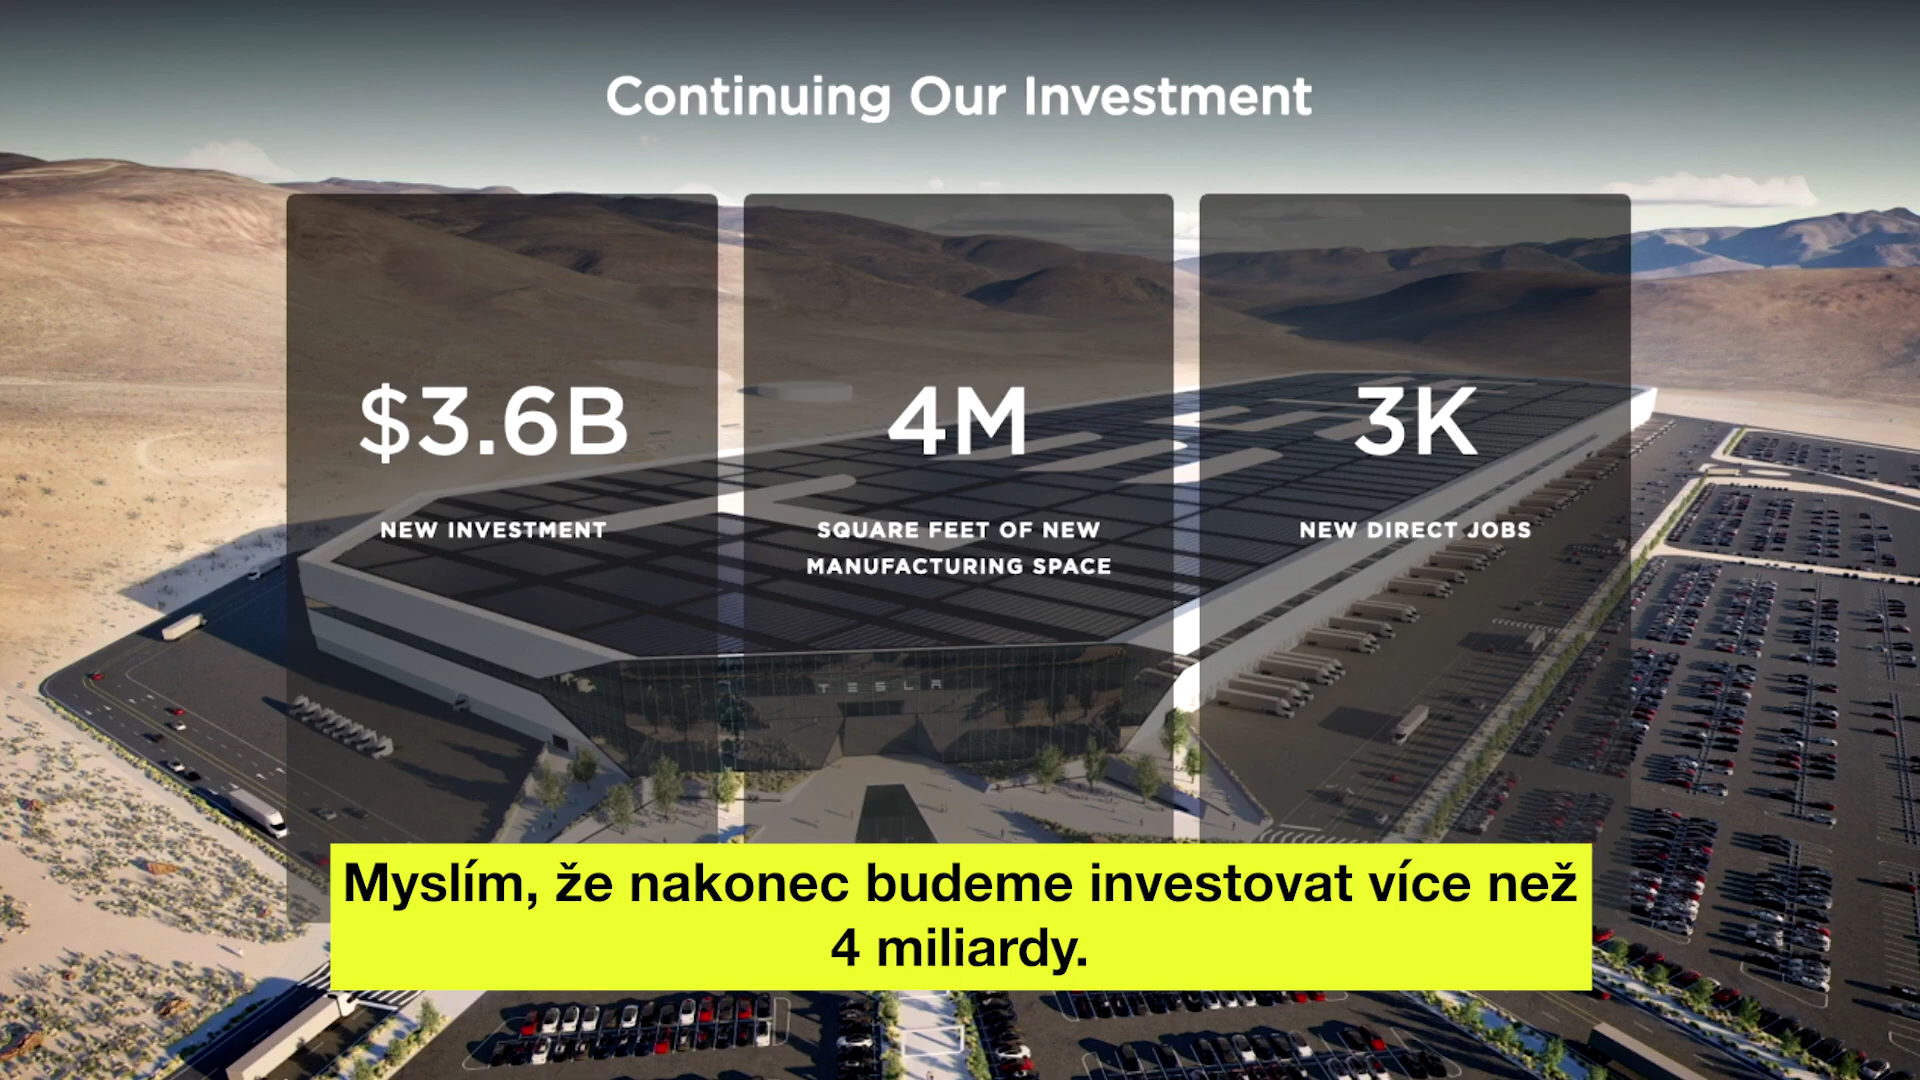 Continuing Our Investment
$3.6B
NEW INVESTMENT
4M
SQUARE FEET OF NEW
MANUFACTURING SPACE
3K
NEW DIRECT JOBS
TESLA
Myslím, že nakonec budeme investovat více než
4 miliardy.